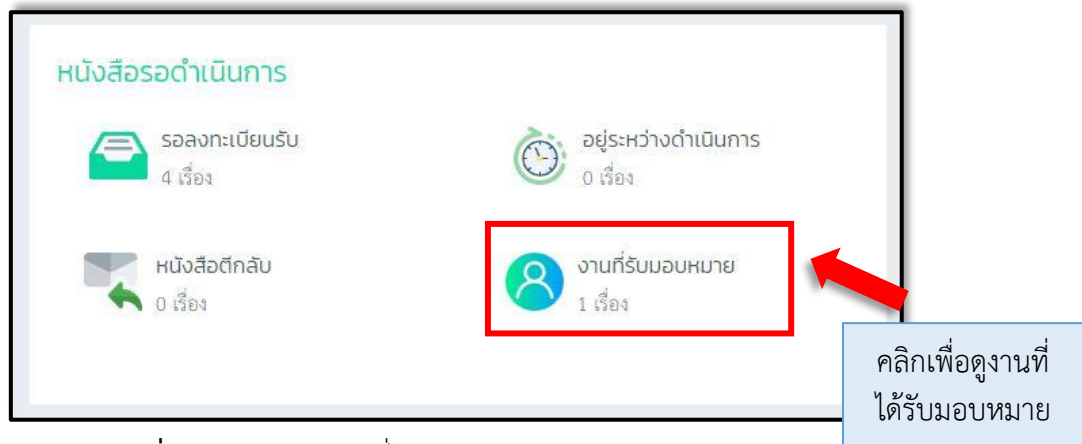 หนังสือรอดำเนินการ
รอลงทะเบียนรับ
4 เรื่อง
อยู่ระหว่างดำเนินการ
0 เรื่อง
หนังสือตีกลับ
0 เรื่อง
งานที่รับมอบหมาย
1 เรื่อง
คลิกเพื่อดูงานที่
ได้รับมอบหมาย